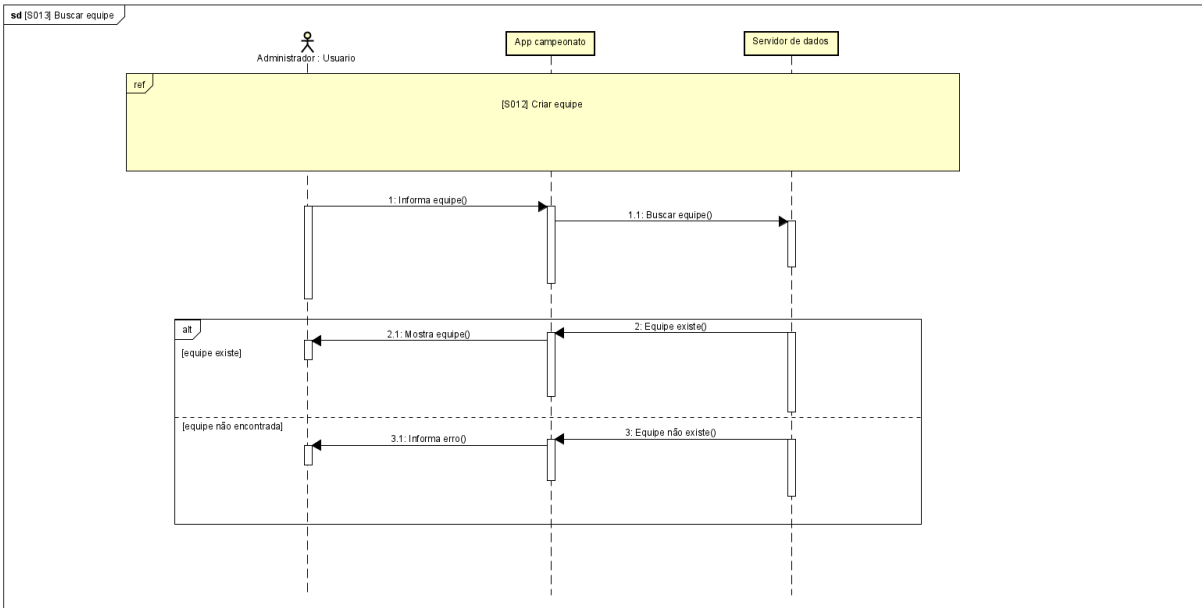 sd [S013] Buscar equipe
Administrador : Usuario
App campeonato
Servidor de dados
ref
[S012] Criar equipe
1: Informa equipe()
1.1: Buscar equipe()
alt
2: Equipe existe()
2.1: Mostra equipe()
[equipe existe]
[equipe não encontrada]
3: Equipe não existe()
3.1: Informa erro()